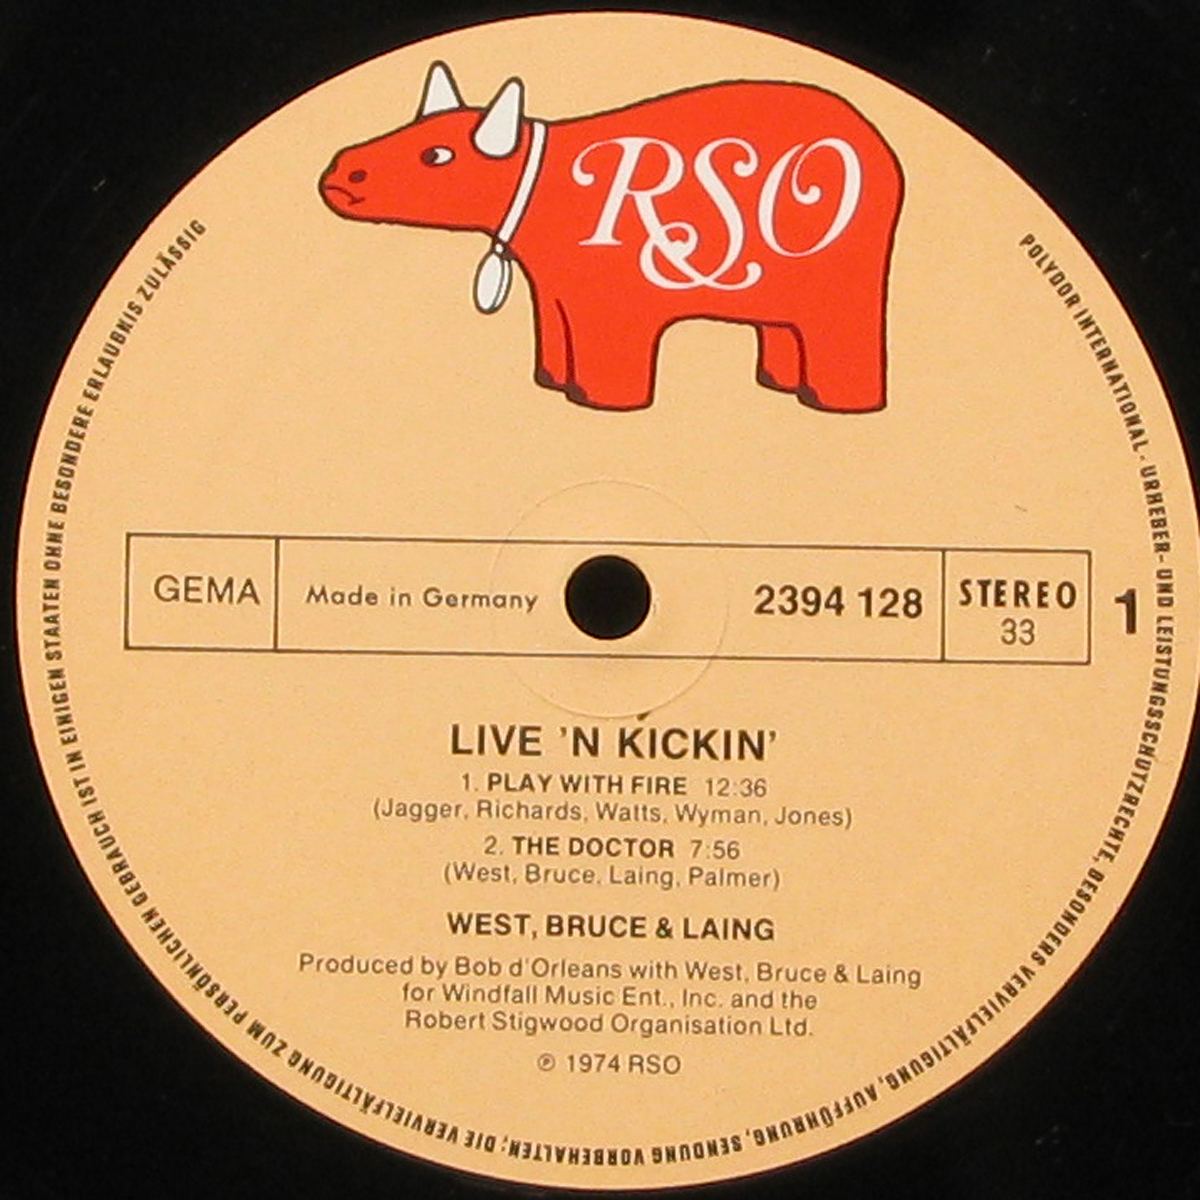 RSO
POLYDOR INTERNATIONAL · URHEBER- UND LEISTUNGSSCHUTZRECHTE, BESONDERS VERVIELFÄLTIGUNG, AUFFÜHRUNG, SENDUNG VORBEHALTEN; DIE VERVIELFÄLTIGUNG ZUM PERSÖNLICHEN GEBRAUCH IST IN EINIGEN STAATEN OHNE BESONDERE ERLAUBNIS ZULÄSSIG
GEMA Made in Germany 2394 128 STEREO 1
33
LIVE 'N KICKIN'
1. PLAY WITH FIRE 12:36
(Jagger, Richards, Watts, Wyman, Jones)
2. THE DOCTOR 7:56
(West, Bruce, Laing, Palmer)
WEST, BRUCE & LAING
Produced by Bob d'Orleans with West, Bruce & Laing
for Windfall Music Ent., Inc. and the
Robert Stigwood Organisation Ltd.
℗ 1974 RSO